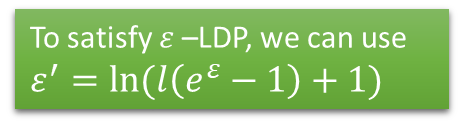 To satisfy 𝜀 –LDP, we can use
𝜀′ = ln(𝑙(𝑒^𝜀 − 1) + 1)